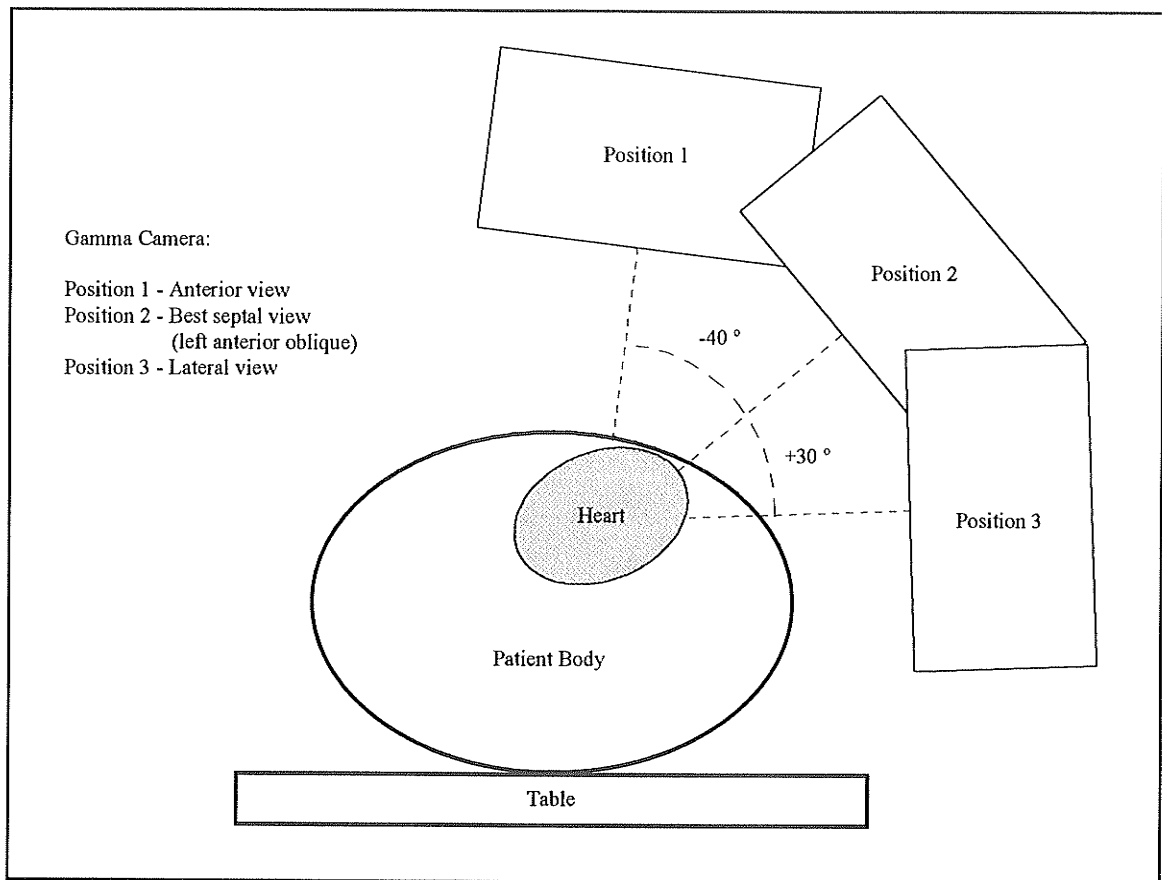 Position 1
Position 2
Gamma Camera:
Position 1 - Anterior view
Position 2 - Best septal view
(left anterior oblique)
Position 3 - Lateral view
-40 °
+30 °
Heart
Position 3
Patient Body
Table